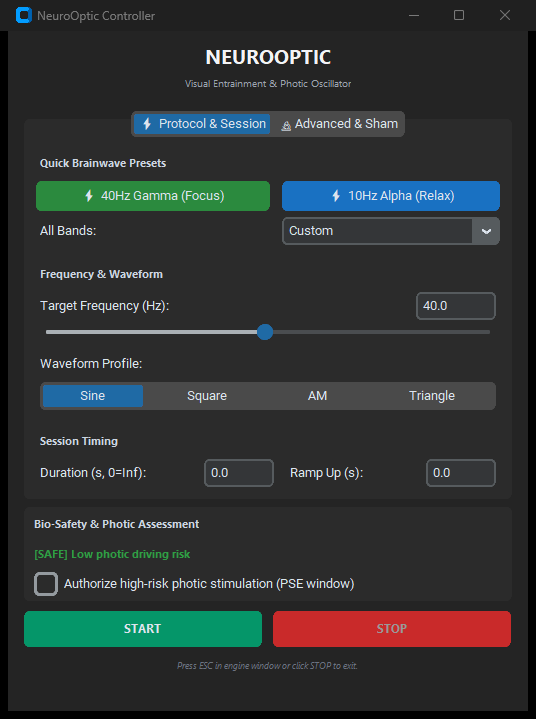 NeuroOptic Controller
NEUROOPTIC
Visual Entrainment & Photic Oscillator
Protocol & Session Advanced & Sham
Quick Brainwave Presets
40Hz Gamma (Focus) 10Hz Alpha (Relax)
All Bands: Custom
Frequency & Waveform
Target Frequency (Hz): 40.0
Waveform Profile:
Sine Square AM Triangle
Session Timing
Duration (s, 0=Inf): 0.0 Ramp Up (s): 0.0
Bio-Safety & Photic Assessment
[SAFE] Low photic driving risk
Authorize high-risk photic stimulation (PSE window)
START STOP
Press ESC in engine window or click STOP to exit.